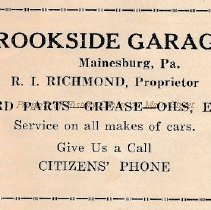 ROOKSIDE GARAG
Mainesburg, Pa.
R. I. RICHMOND, Proprietor
RD PARTS—GREASE—OILS, E
Service on all makes of cars.
Give Us a Call
CITIZENS' PHONE